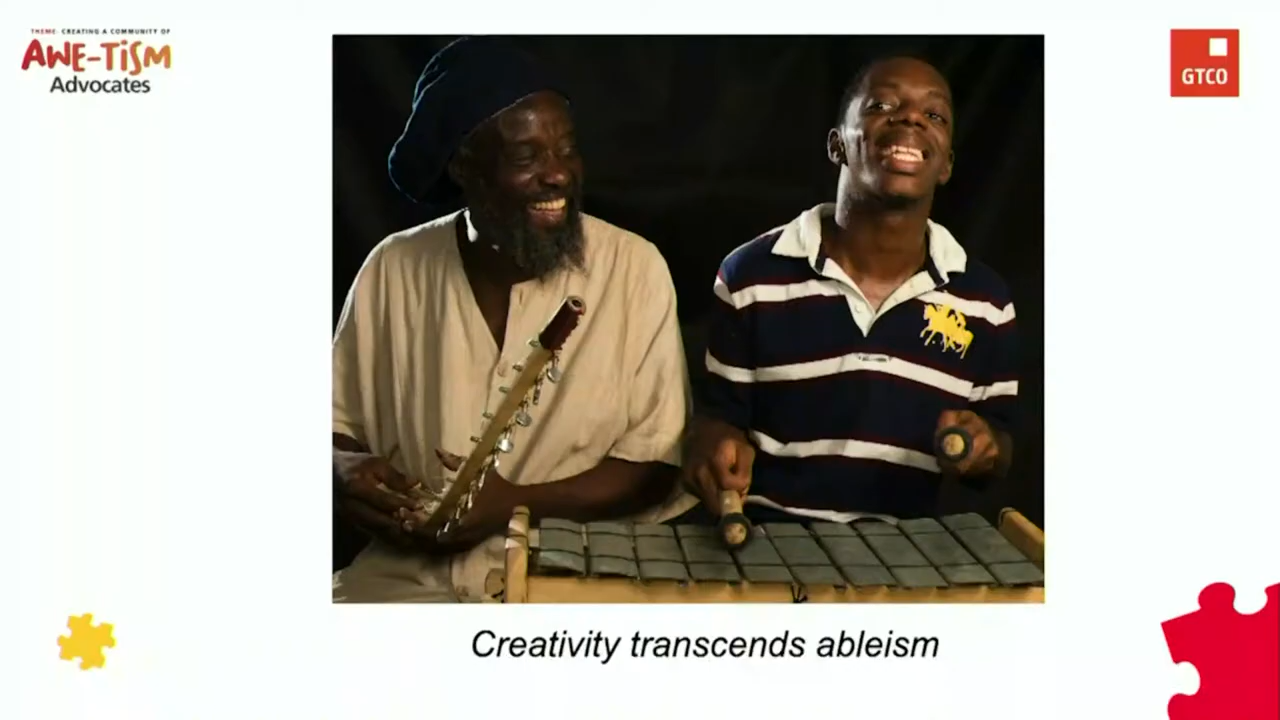 THEME: CREATING A COMMUNITY OF
AWE-TiSM
Advocates
GTCO
Creativity transcends ableism